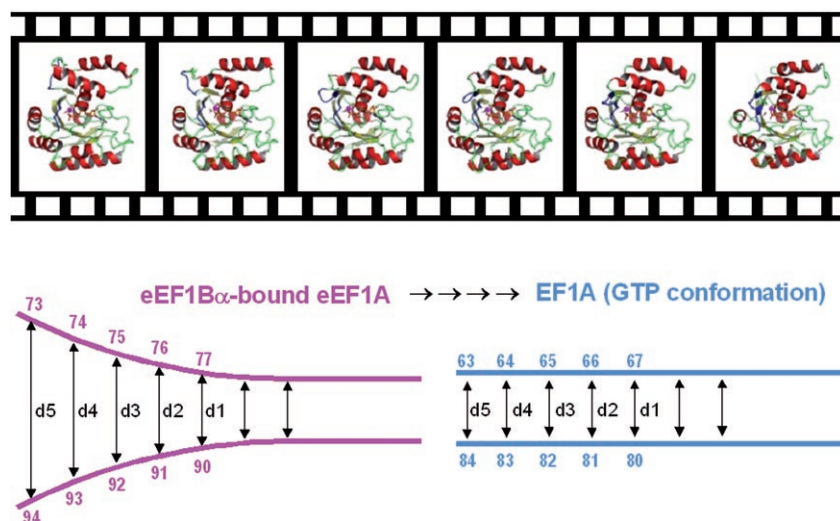 eEF1Bα-bound eEF1A → → → → EF1A (GTP conformation)
73
74
75
76
77
d5 d4 d3 d2 d1
90
91
92
93
94
63 64 65 66 67
d5 d4 d3 d2 d1
84 83 82 81 80